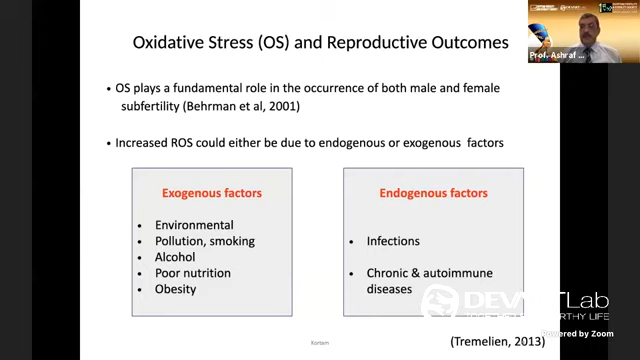 Oxidative Stress (OS) and Reproductive Outcomes
• OS plays a fundamental role in the occurrence of both male and female
subfertility (Behrman et al, 2001)
• Increased ROS could either be due to endogenous or exogenous factors
Exogenous factors
• Environmental
• Pollution, smoking
• Alcohol
• Poor nutrition
• Obesity
Endogenous factors
• Infections
• Chronic & autoimmune
diseases
(Tremelien, 2013)
Kortam
Prof. Ashraf
Lab
Powered by Zoom